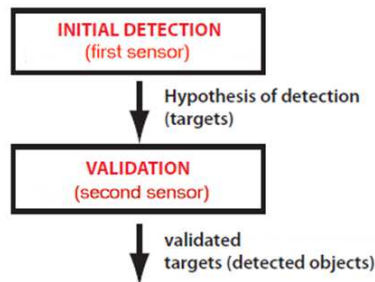 INITIAL DETECTION
(first sensor)
Hypothesis of detection
(targets)
VALIDATION
(second sensor)
validated
targets (detected objects)